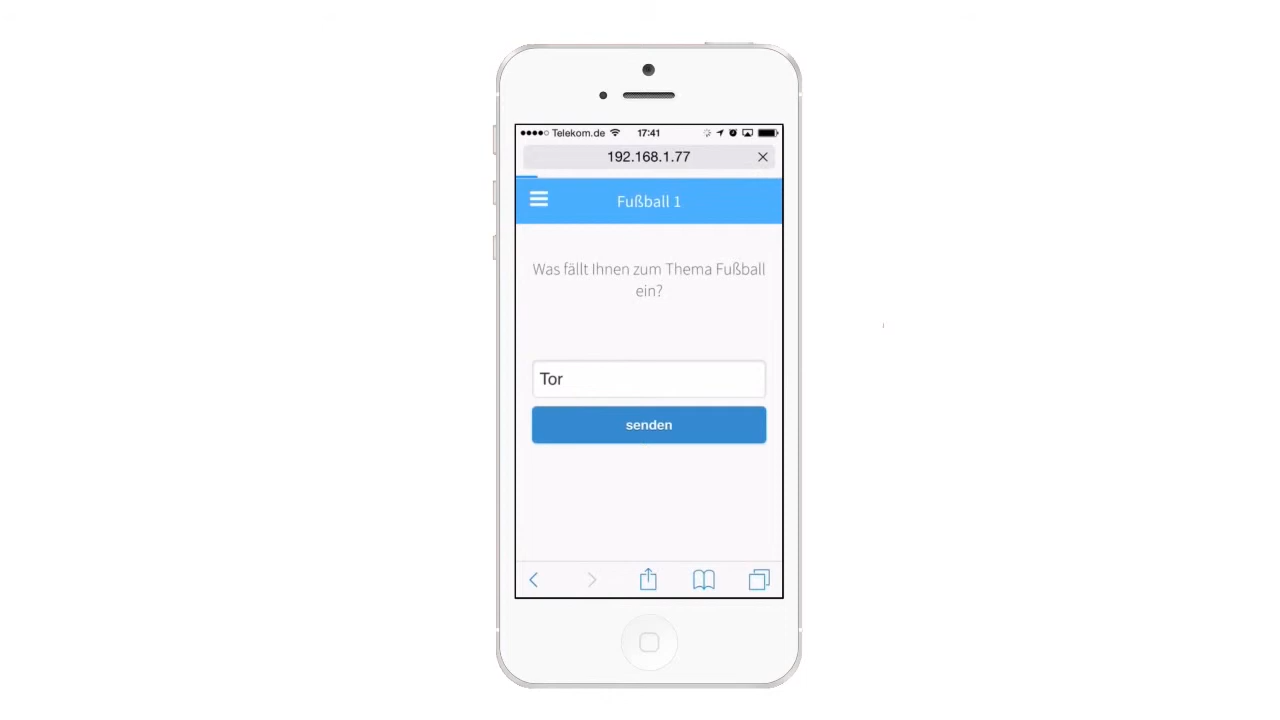 Telekom.de 17:41
192.168.1.77
Fußball 1
Was fällt Ihnen zum Thema Fußball
ein?
Tor
senden